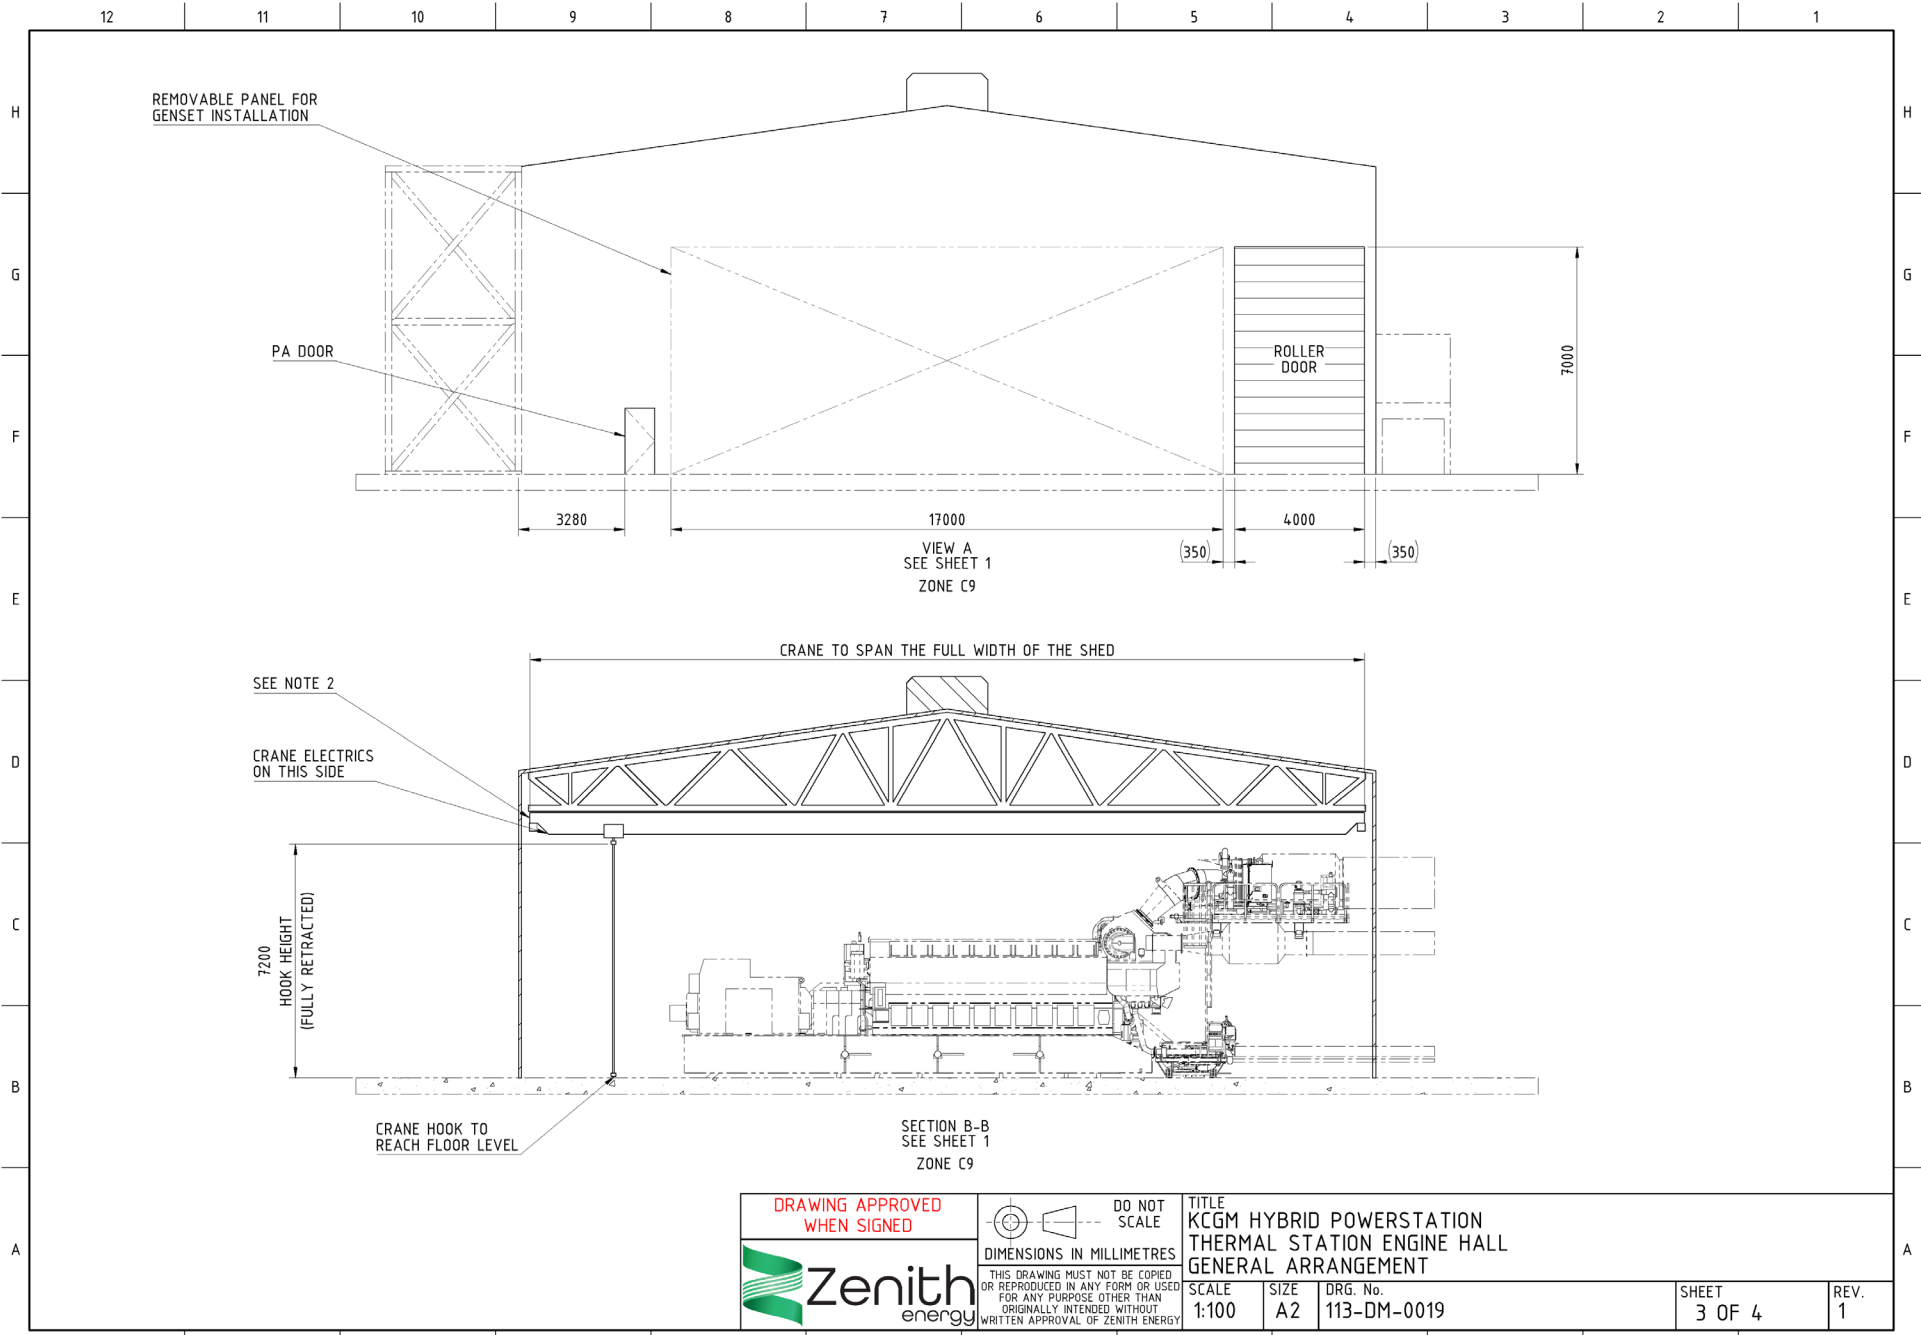 12 11 10 9 8 7 6 5 4 3 2 1
H
G
F
E
D
C
B
A
H
G
F
E
D
C
B
A
REMOVABLE PANEL FOR
GENSET INSTALLATION
PA DOOR
ROLLER
DOOR
7000
3280
17000
4000
(350)
(350)
VIEW A
SEE SHEET 1
ZONE C9
CRANE TO SPAN THE FULL WIDTH OF THE SHED
SEE NOTE 2
CRANE ELECTRICS
ON THIS SIDE
7200
HOOK HEIGHT
(FULLY RETRACTED)
CRANE HOOK TO
REACH FLOOR LEVEL
SECTION B-B
SEE SHEET 1
ZONE C9
DRAWING APPROVED
WHEN SIGNED
Zenith
energy
DO NOT
SCALE
DIMENSIONS IN MILLIMETRES
THIS DRAWING MUST NOT BE COPIED
OR REPRODUCED IN ANY FORM OR USED
FOR ANY PURPOSE OTHER THAN
ORIGINALLY INTENDED WITHOUT
WRITTEN APPROVAL OF ZENITH ENERGY
TITLE
KCGM HYBRID POWERSTATION
THERMAL STATION ENGINE HALL
GENERAL ARRANGEMENT
SCALE
1:100
SIZE
A2
DRG. No.
113-DM-0019
SHEET
3 OF 4
REV.
1